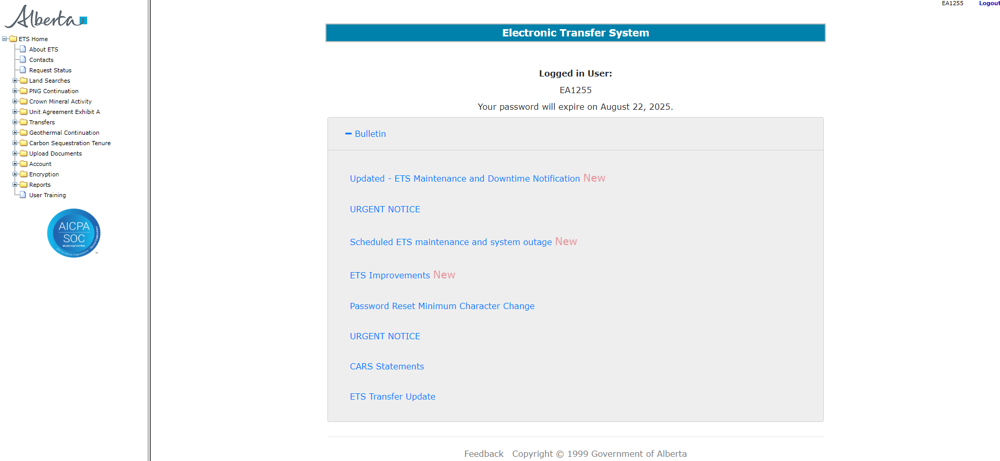 Alberta
EA1255 Logout
ETS Home
About ETS
Contacts
Request Status
Land Searches
PNG Continuation
Crown Mineral Activity
Unit Agreement Exhibit A
Transfers
Geothermal Continuation
Carbon Sequestration Tenure
Upload Documents
Account
Encryption
Reports
User Training
AICPA
SOC
Electronic Transfer System
Logged in User:
EA1255
Your password will expire on August 22, 2025.
Bulletin
Updated - ETS Maintenance and Downtime Notification New
URGENT NOTICE
Scheduled ETS maintenance and system outage New
ETS Improvements New
Password Reset Minimum Character Change
URGENT NOTICE
CARS Statements
ETS Transfer Update
Feedback Copyright © 1999 Government of Alberta